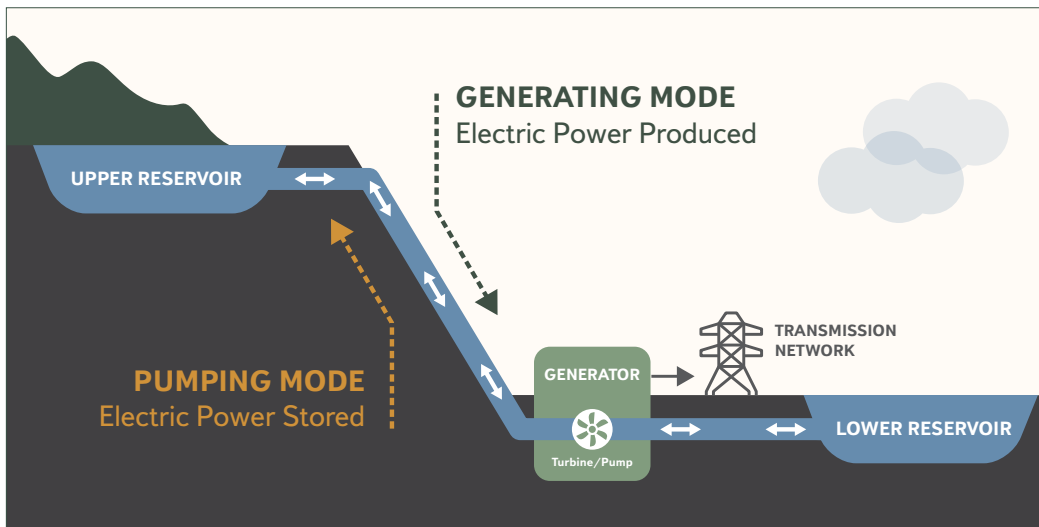 GENERATING MODE
Electric Power Produced
UPPER RESERVOIR
TRANSMISSION
NETWORK
GENERATOR
PUMPING MODE
Electric Power Stored
LOWER RESERVOIR
Turbine/Pump